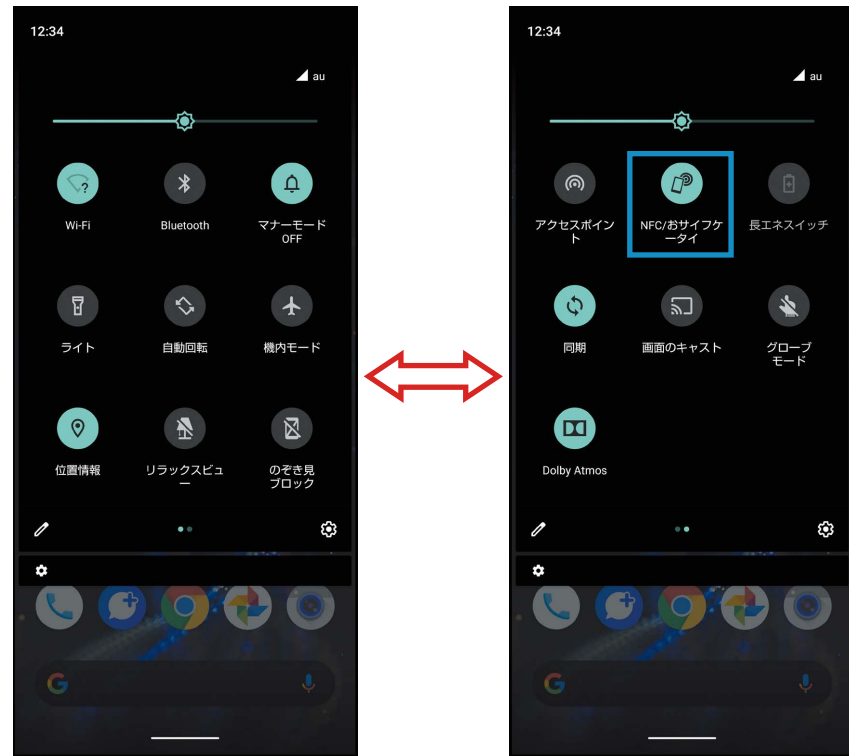 12:34
au
Wi-Fi
Bluetooth
マナーモード
OFF
ライト
自動回転
機内モード
位置情報
リラックスビュ
ー
のぞき見
ブロック
12:34
au
アクセスポイン
ト
NFC/おサイフケ
ータイ
長エネスイッチ
同期
画面のキャスト
グローブ
モード
Dolby Atmos